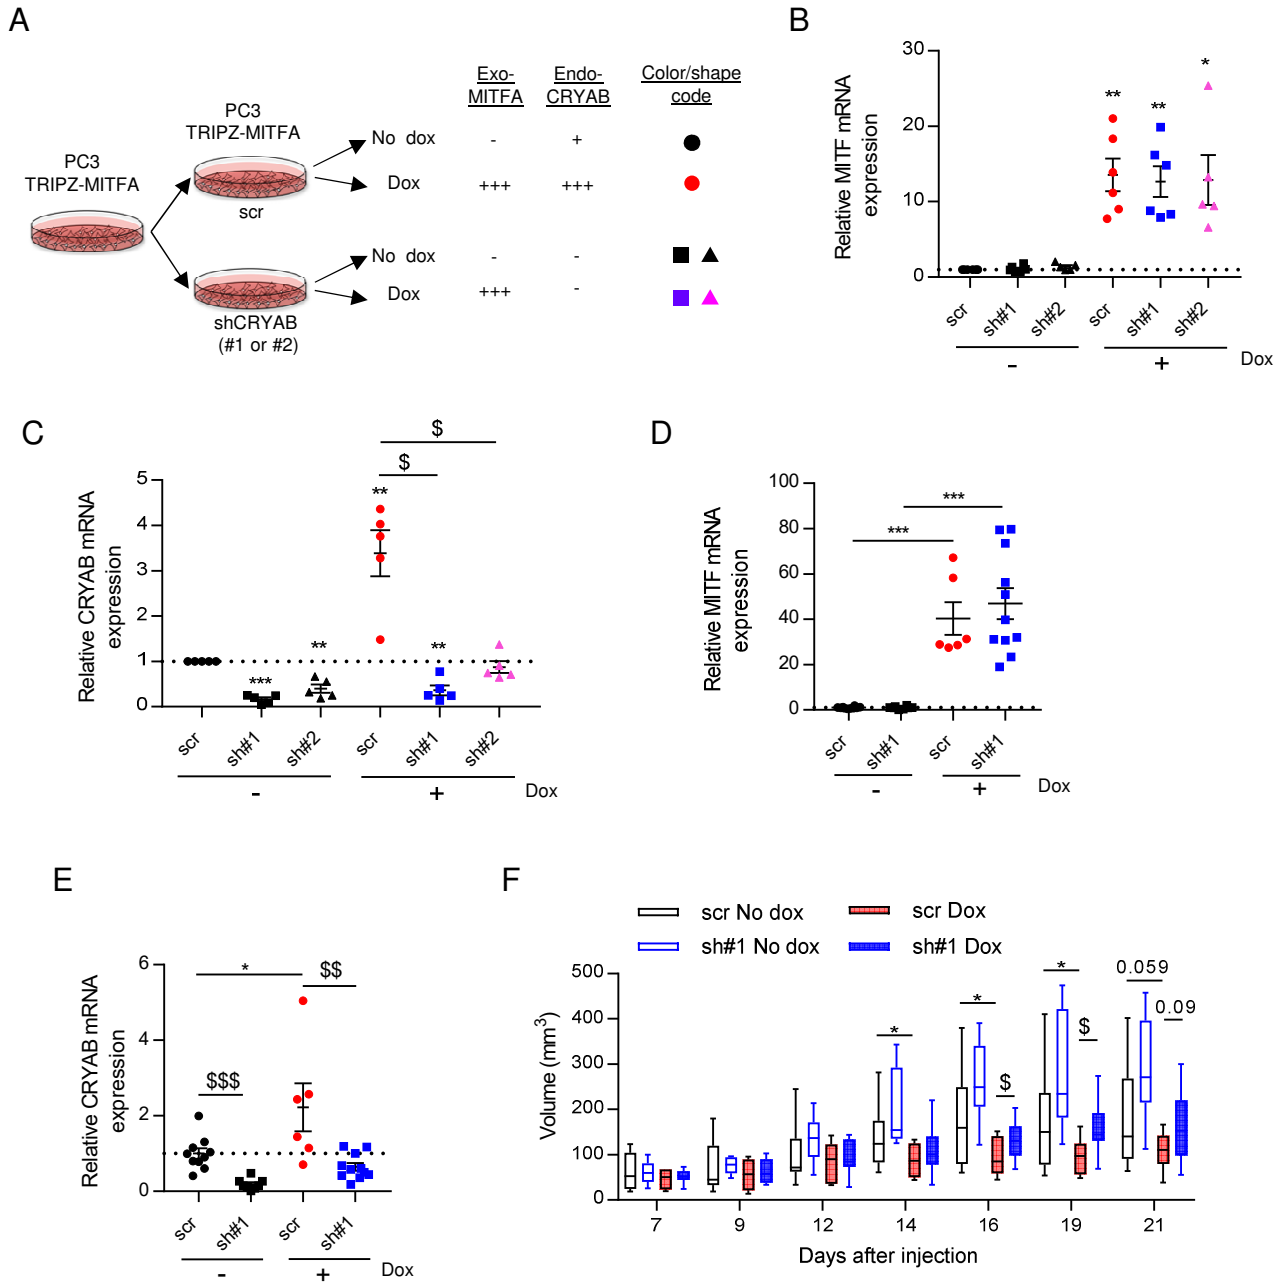 A
Exo-
MITFA
Endo-
CRYAB
Color/shape
code
PC3
TRIPZ-MITFA
PC3
TRIPZ-MITFA
scr
No dox
-
+
Dox
+++
+++
No dox
-
-
Dox
+++
-
shCRYAB
(#1 or #2)
B
Relative MITF mRNA
expression
30
20
10
0
**
**
*
scr
sh#1
sh#2
scr
sh#1
sh#2
-
+
Dox
C
Relative CRYAB mRNA
expression
5
4
3
2
1
0
$
$
***
**
**
**
scr
sh#1
sh#2
scr
sh#1
sh#2
-
+
Dox
D
Relative MITF mRNA
expression
100
80
60
40
20
0
***
***
scr
sh#1
scr
sh#1
-
+
Dox
E
Relative CRYAB mRNA
expression
6
4
2
0
*
$$
$$$
scr
sh#1
scr
sh#1
-
+
Dox
F
scr No dox
scr Dox
sh#1 No dox
sh#1 Dox
Volume (mm³)
500
400
300
200
100
0
*
*
$
*
$
0.059
0.09
7
9
12
14
16
19
21
Days after injection